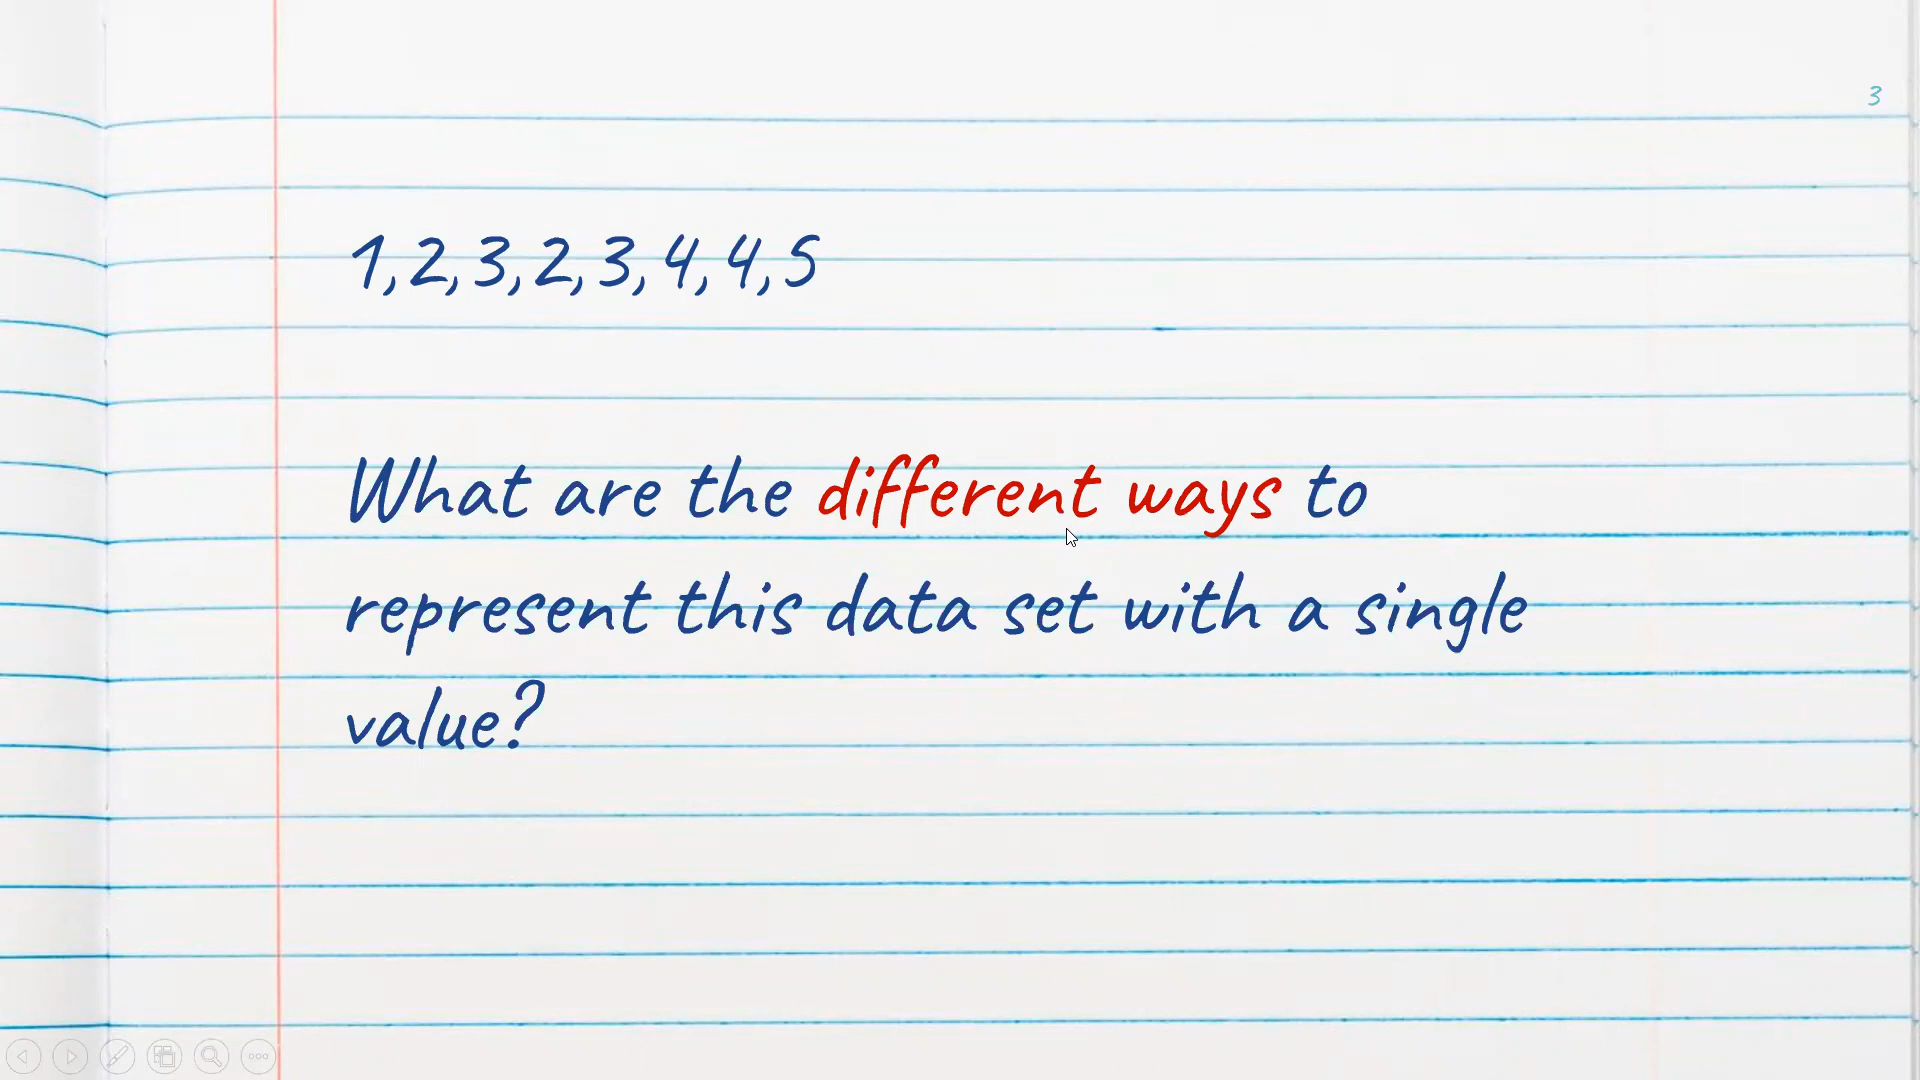 3
1,2,3,2,3,4,4,5
What are the different ways to
represent this data set with a single
value?